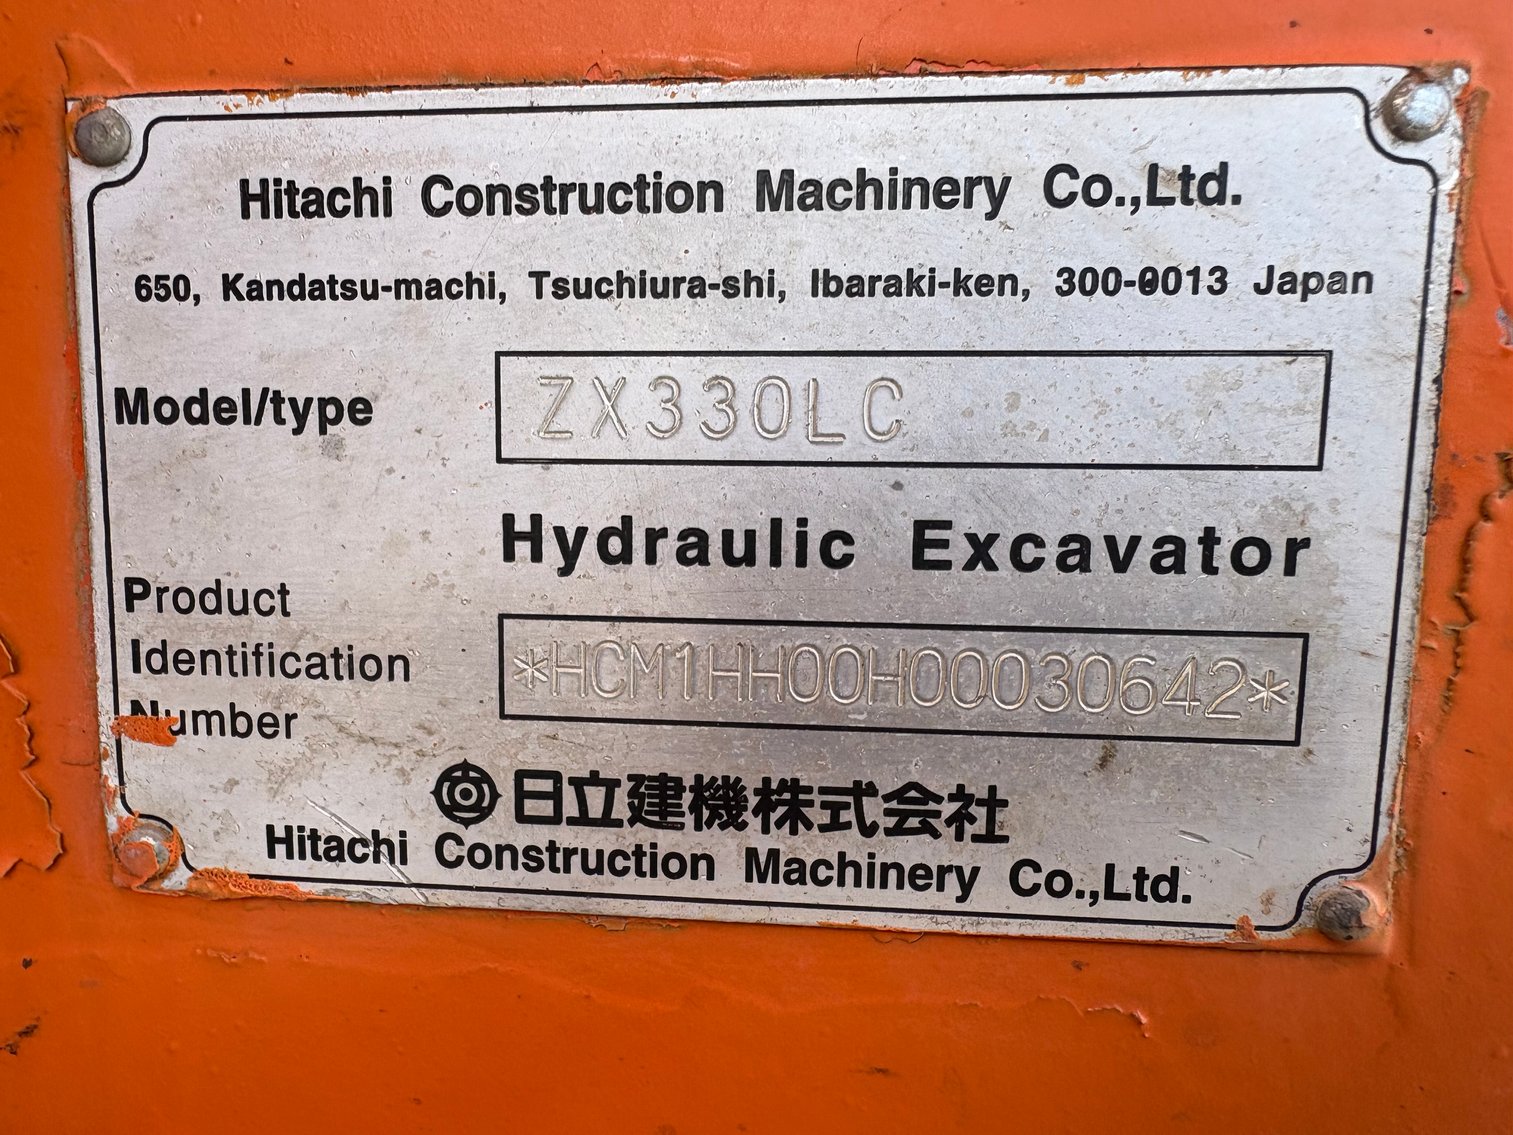 Hitachi Construction Machinery Co.,Ltd.
650, Kandatsu-machi, Tsuchiura-shi, Ibaraki-ken, 300-0013 Japan
Model/type ZX330LC
Hydraulic Excavator
Product
Identification
Number
*HCM1HH00H00030642*
日立建機株式会社
Hitachi Construction Machinery Co.,Ltd.